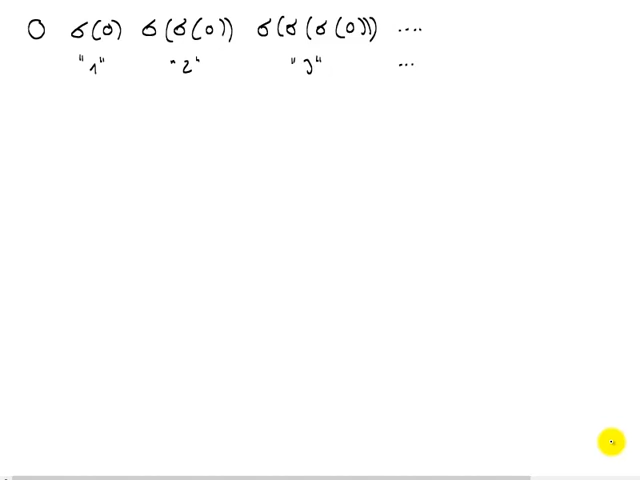 0 σ(0) σ(σ(0)) σ(σ(σ(0))) ....
"1" "2" "3" ...